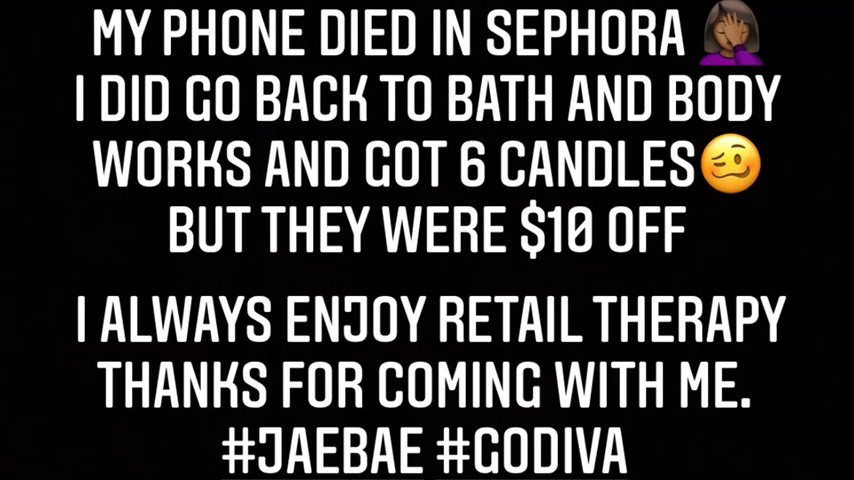 MY PHONE DIED IN SEPHORA 🤦🏾‍♀️
I DID GO BACK TO BATH AND BODY
WORKS AND GOT 6 CANDLES🥴
BUT THEY WERE $10 OFF
I ALWAYS ENJOY RETAIL THERAPY
THANKS FOR COMING WITH ME.
#JAEBAE #GODIVA